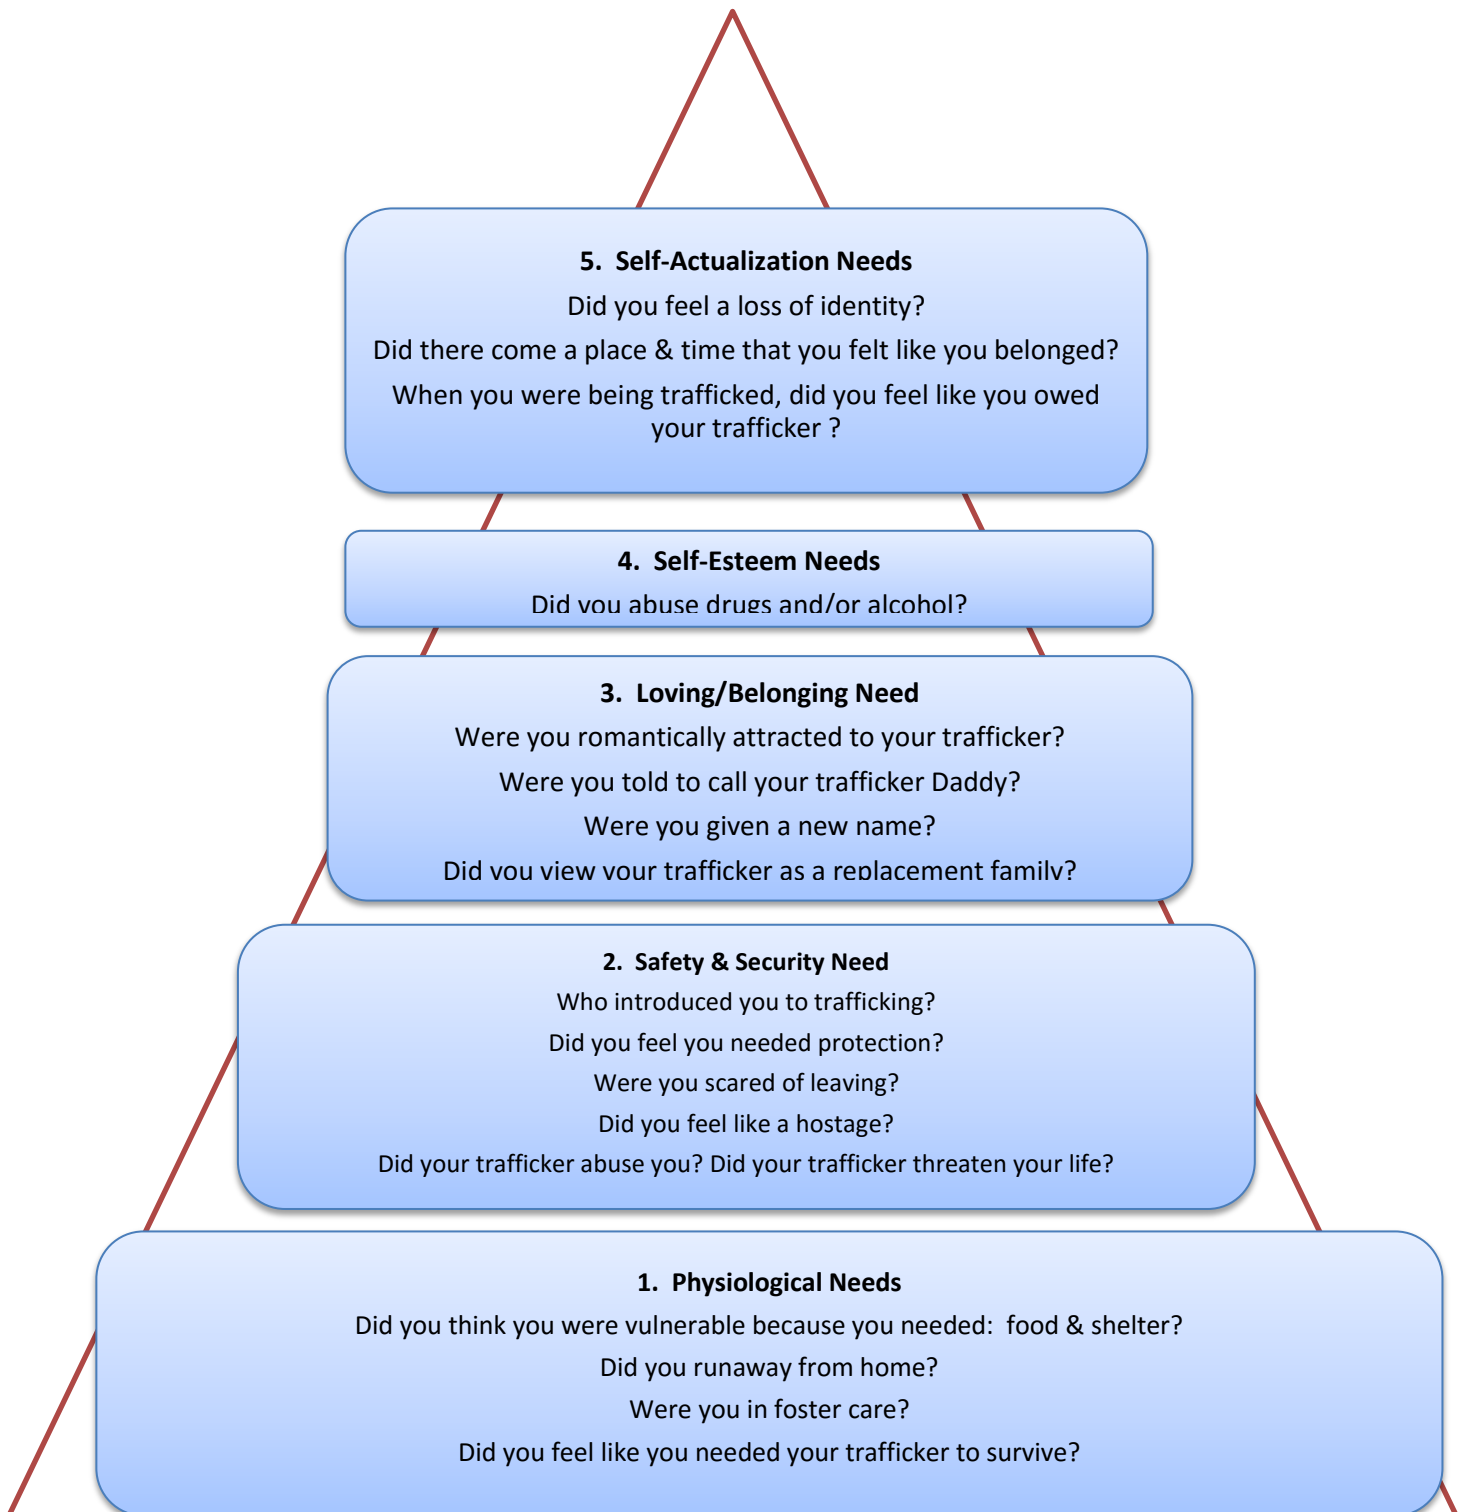 5. Self-Actualization Needs
Did you feel a loss of identity?
Did there come a place & time that you felt like you belonged?
When you were being trafficked, did you feel like you owed
your trafficker ?
4. Self-Esteem Needs
Did you abuse drugs and/or alcohol?
3. Loving/Belonging Need
Were you romantically attracted to your trafficker?
Were you told to call your trafficker Daddy?
Were you given a new name?
Did you view your trafficker as a replacement family?
2. Safety & Security Need
Who introduced you to trafficking?
Did you feel you needed protection?
Were you scared of leaving?
Did you feel like a hostage?
Did your trafficker abuse you? Did your trafficker threaten your life?
1. Physiological Needs
Did you think you were vulnerable because you needed: food & shelter?
Did you runaway from home?
Were you in foster care?
Did you feel like you needed your trafficker to survive?